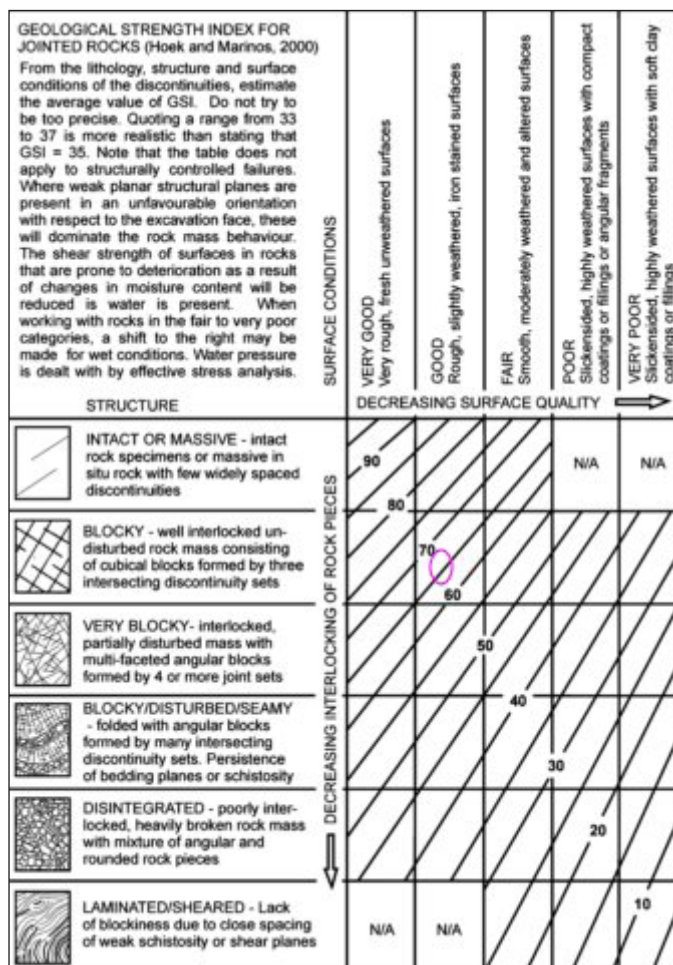 GEOLOGICAL STRENGTH INDEX FOR
JOINTED ROCKS (Hoek and Marinos, 2000)
From the lithology, structure and surface
conditions of the discontinuities, estimate
the average value of GSI. Do not try to
be too precise. Quoting a range from 33
to 37 is more realistic than stating that
GSI = 35. Note that the table does not
apply to structurally controlled failures.
Where weak planar structural planes are
present in an unfavourable orientation
with respect to the excavation face, these
will dominate the rock mass behaviour.
The shear strength of surfaces in rocks
that are prone to deterioration as a result
of changes in moisture content will be
reduced is water is present. When
working with rocks in the fair to very poor
categories, a shift to the right may be
made for wet conditions. Water pressure
is dealt with by effective stress analysis.
SURFACE CONDITIONS
VERY GOOD
Very rough, fresh unweathered surfaces
GOOD
Rough, slightly weathered, iron stained surfaces
FAIR
Smooth, moderately weathered and altered surfaces
POOR
Slickensided, highly weathered surfaces with compact
coatings or fillings or angular fragments
VERY POOR
Slickensided, highly weathered surfaces with soft clay
coatings or fillings
STRUCTURE
DECREASING SURFACE QUALITY
DECREASING INTERLOCKING OF ROCK PIECES
INTACT OR MASSIVE - intact
rock specimens or massive in
situ rock with few widely spaced
discontinuities
90
N/A
N/A
80
BLOCKY - well interlocked un-
disturbed rock mass consisting
of cubical blocks formed by three
intersecting discontinuity sets
70
60
VERY BLOCKY- interlocked,
partially disturbed mass with
multi-faceted angular blocks
formed by 4 or more joint sets
50
BLOCKY/DISTURBED/SEAMY
- folded with angular blocks
formed by many intersecting
discontinuity sets. Persistence
of bedding planes or schistosity
40
30
DISINTEGRATED - poorly inter-
locked, heavily broken rock mass
with mixture of angular and
rounded rock pieces
20
LAMINATED/SHEARED - Lack
of blockiness due to close spacing
of weak schistosity or shear planes
N/A
N/A
10